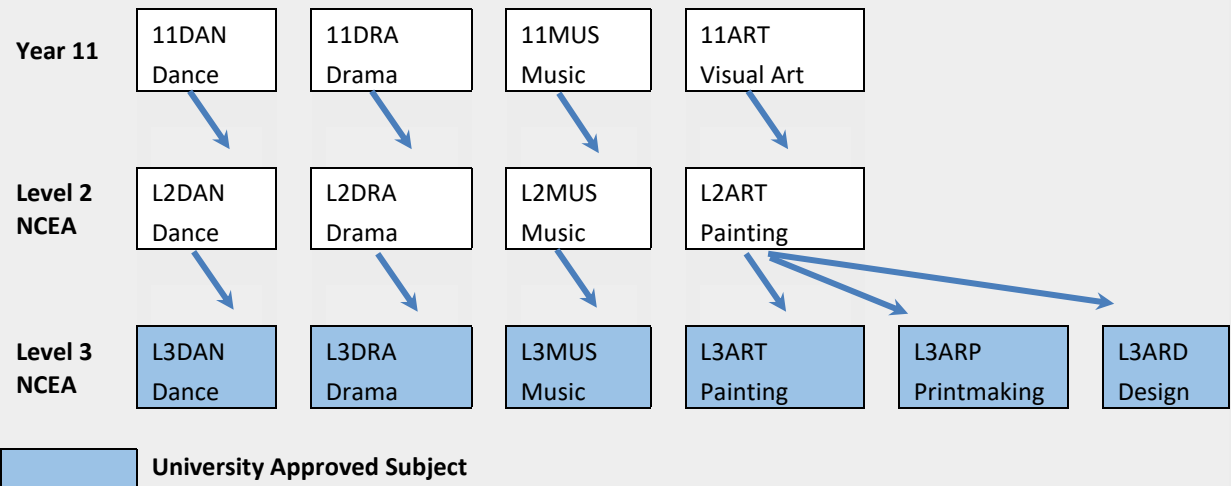 Year 11
11DAN
Dance
11DRA
Drama
11MUS
Music
11ART
Visual Art
Level 2
NCEA
L2DAN
Dance
L2DRA
Drama
L2MUS
Music
L2ART
Painting
Level 3
NCEA
L3DAN
Dance
L3DRA
Drama
L3MUS
Music
L3ART
Painting
L3ARP
Printmaking
L3ARD
Design
University Approved Subject